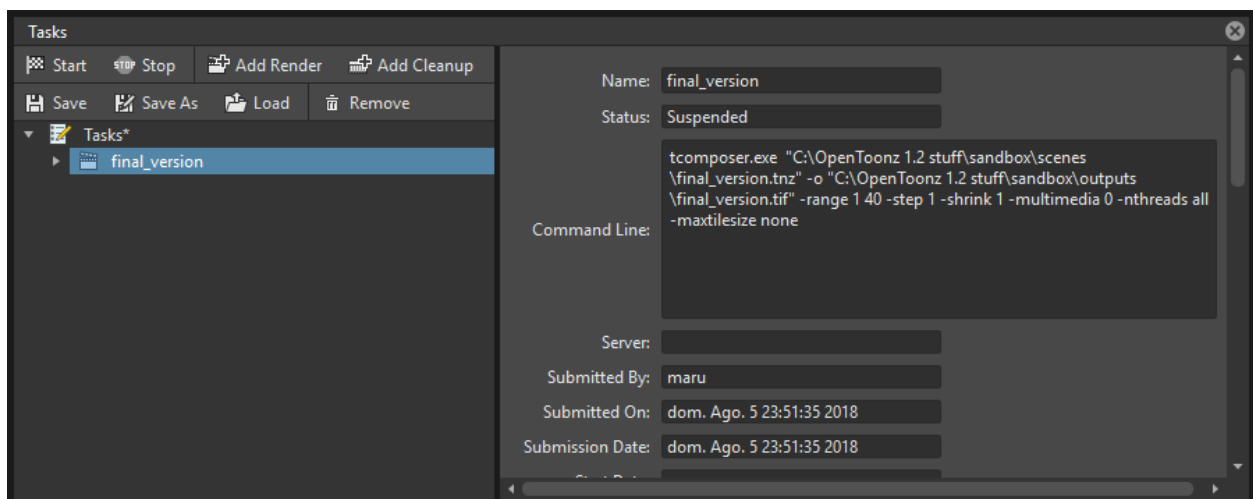 Tasks
Start STOP Stop Add Render Add Cleanup
Save Save As Load Remove
Tasks*
final_version
Name: final_version
Status: Suspended
Command Line:
tcomposer.exe "C:\OpenToonz 1.2 stuff\sandbox\scenes
\final_version.tnz" -o "C:\OpenToonz 1.2 stuff\sandbox\outputs
\final_version.tif" -range 1 40 -step 1 -shrink 1 -multimedia 0 -nthreads all
-maxtilesize none
Server:
Submitted By: maru
Submitted On: dom. Ago. 5 23:51:35 2018
Submission Date: dom. Ago. 5 23:51:35 2018